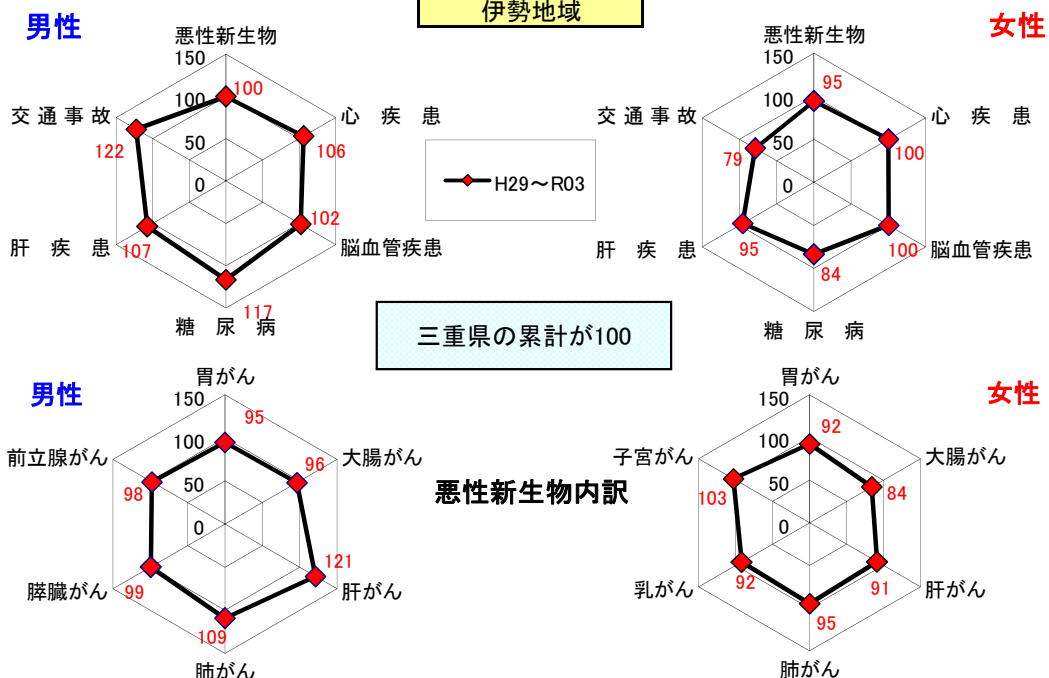 伊勢地域
男性
悪性新生物
150
100
50
0
100
心疾患
106
脳血管疾患
102
糖尿病
117
肝疾患
107
交通事故
122
H29～R03
女性
悪性新生物
150
100
50
0
95
心疾患
100
脳血管疾患
100
糖尿病
84
肝疾患
95
交通事故
79
三重県の累計が100
男性
胃がん
150
100
50
0
95
大腸がん
96
肝がん
121
肺がん
109
膵臓がん
99
前立腺がん
98
悪性新生物内訳
女性
胃がん
150
100
50
0
92
大腸がん
84
肝がん
91
肺がん
95
乳がん
92
子宮がん
103